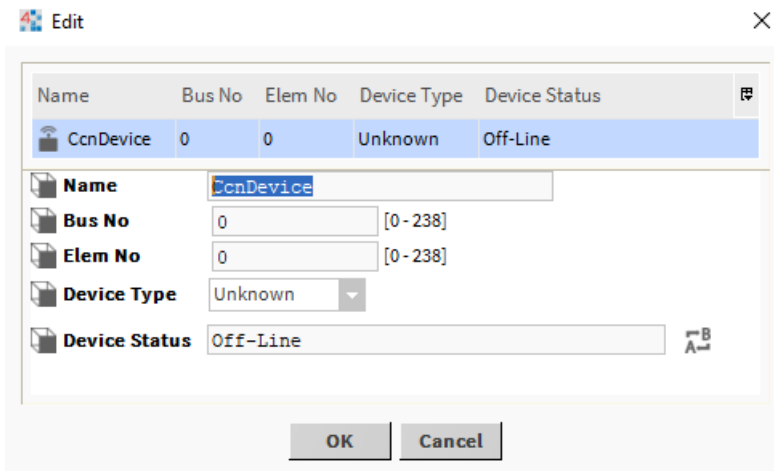 Edit
Name Bus No Elem No Device Type Device Status
CcnDevice 0 0 Unknown Off-Line
Name CcnDevice
Bus No 0 [0 - 238]
Elem No 0 [0 - 238]
Device Type Unknown
Device Status Off-Line
OK Cancel